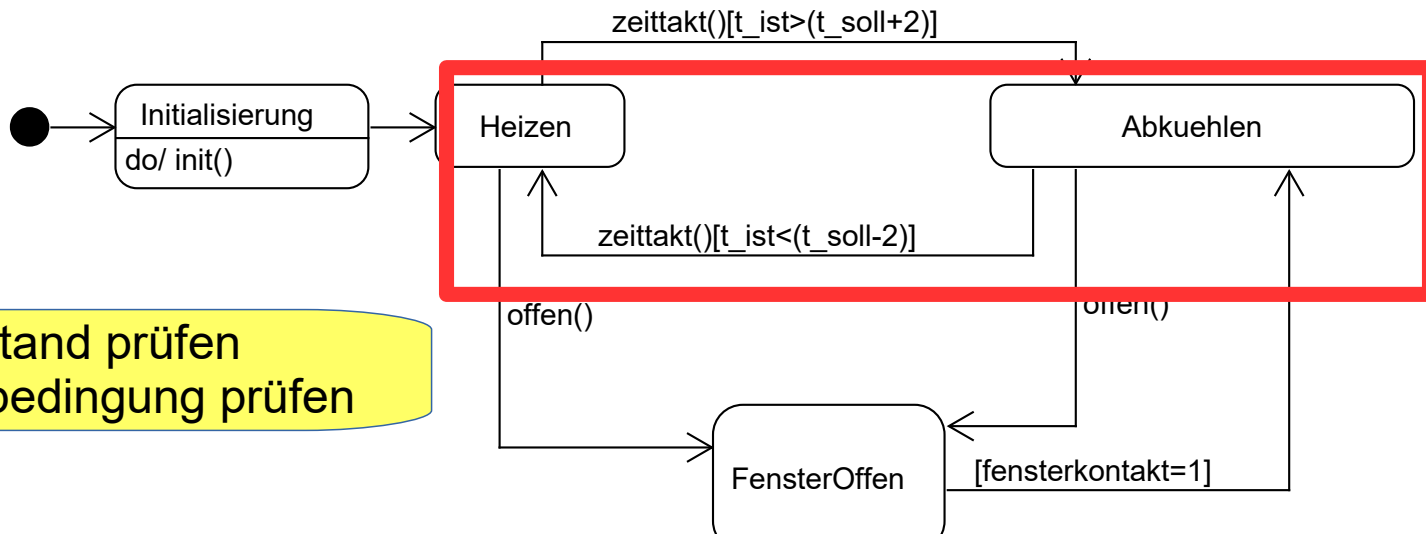 zeittakt()[t_ist>(t_soll+2)]
Initialisierung
do/ init()
Heizen
Abkuehlen
zeittakt()[t_ist<(t_soll-2)]
offen()
offen()
tand prüfen
bedingung prüfen
FensterOffen
[fensterkontakt=1]